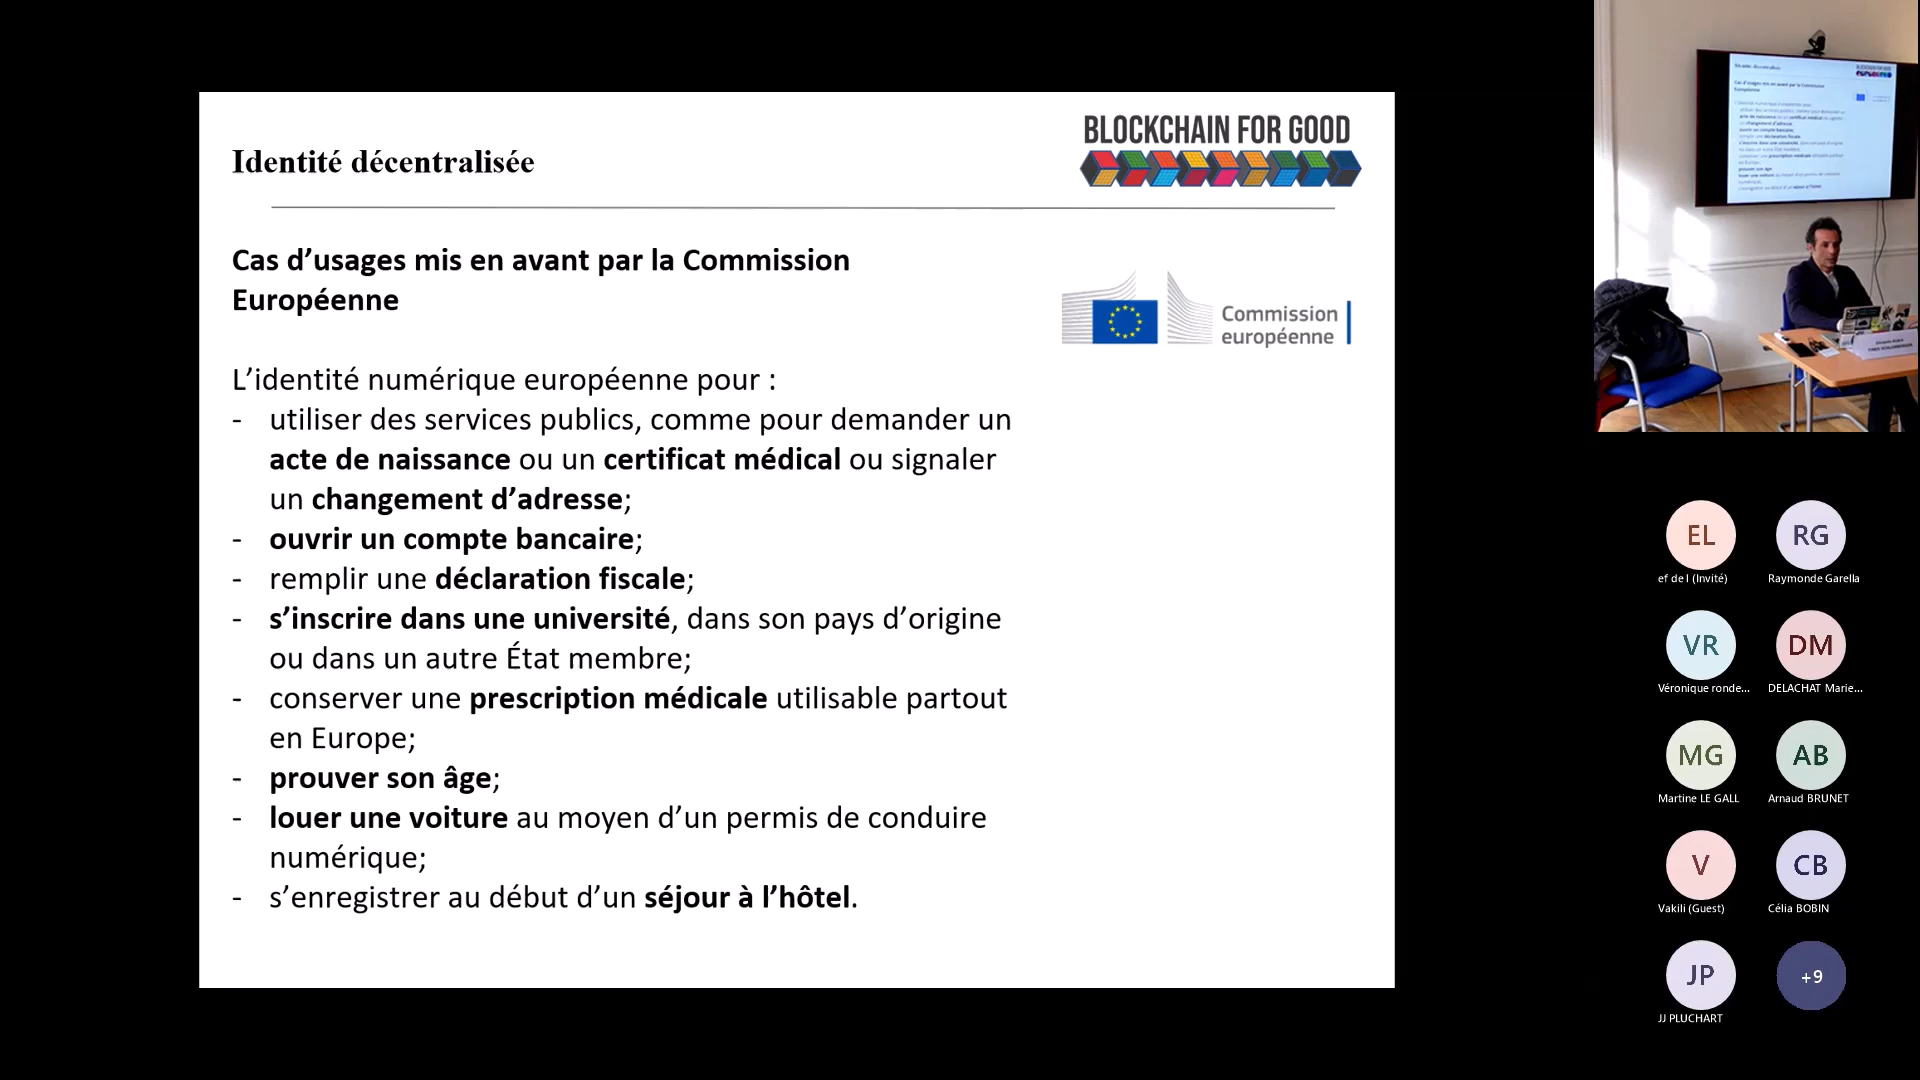 Identité décentralisée
BLOCKCHAIN FOR GOOD
Cas d’usages mis en avant par la Commission
Européenne
Commission
européenne
L’identité numérique européenne pour :
- utiliser des services publics, comme pour demander un
acte de naissance ou un certificat médical ou signaler
un changement d’adresse;
- ouvrir un compte bancaire;
- remplir une déclaration fiscale;
- s’inscrire dans une université, dans son pays d’origine
ou dans un autre État membre;
- conserver une prescription médicale utilisable partout
en Europe;
- prouver son âge;
- louer une voiture au moyen d’un permis de conduire
numérique;
- s’enregistrer au début d’un séjour à l’hôtel.
EL
RG
ef de l (Invité)
Raymonde Garella
VR
DM
Véronique ronde...
DELACHAT Marie...
MG
AB
Martine LE GALL
Arnaud BRUNET
V
CB
Vakili (Guest)
Célia BOBIN
JP
+9
JJ PLUCHART